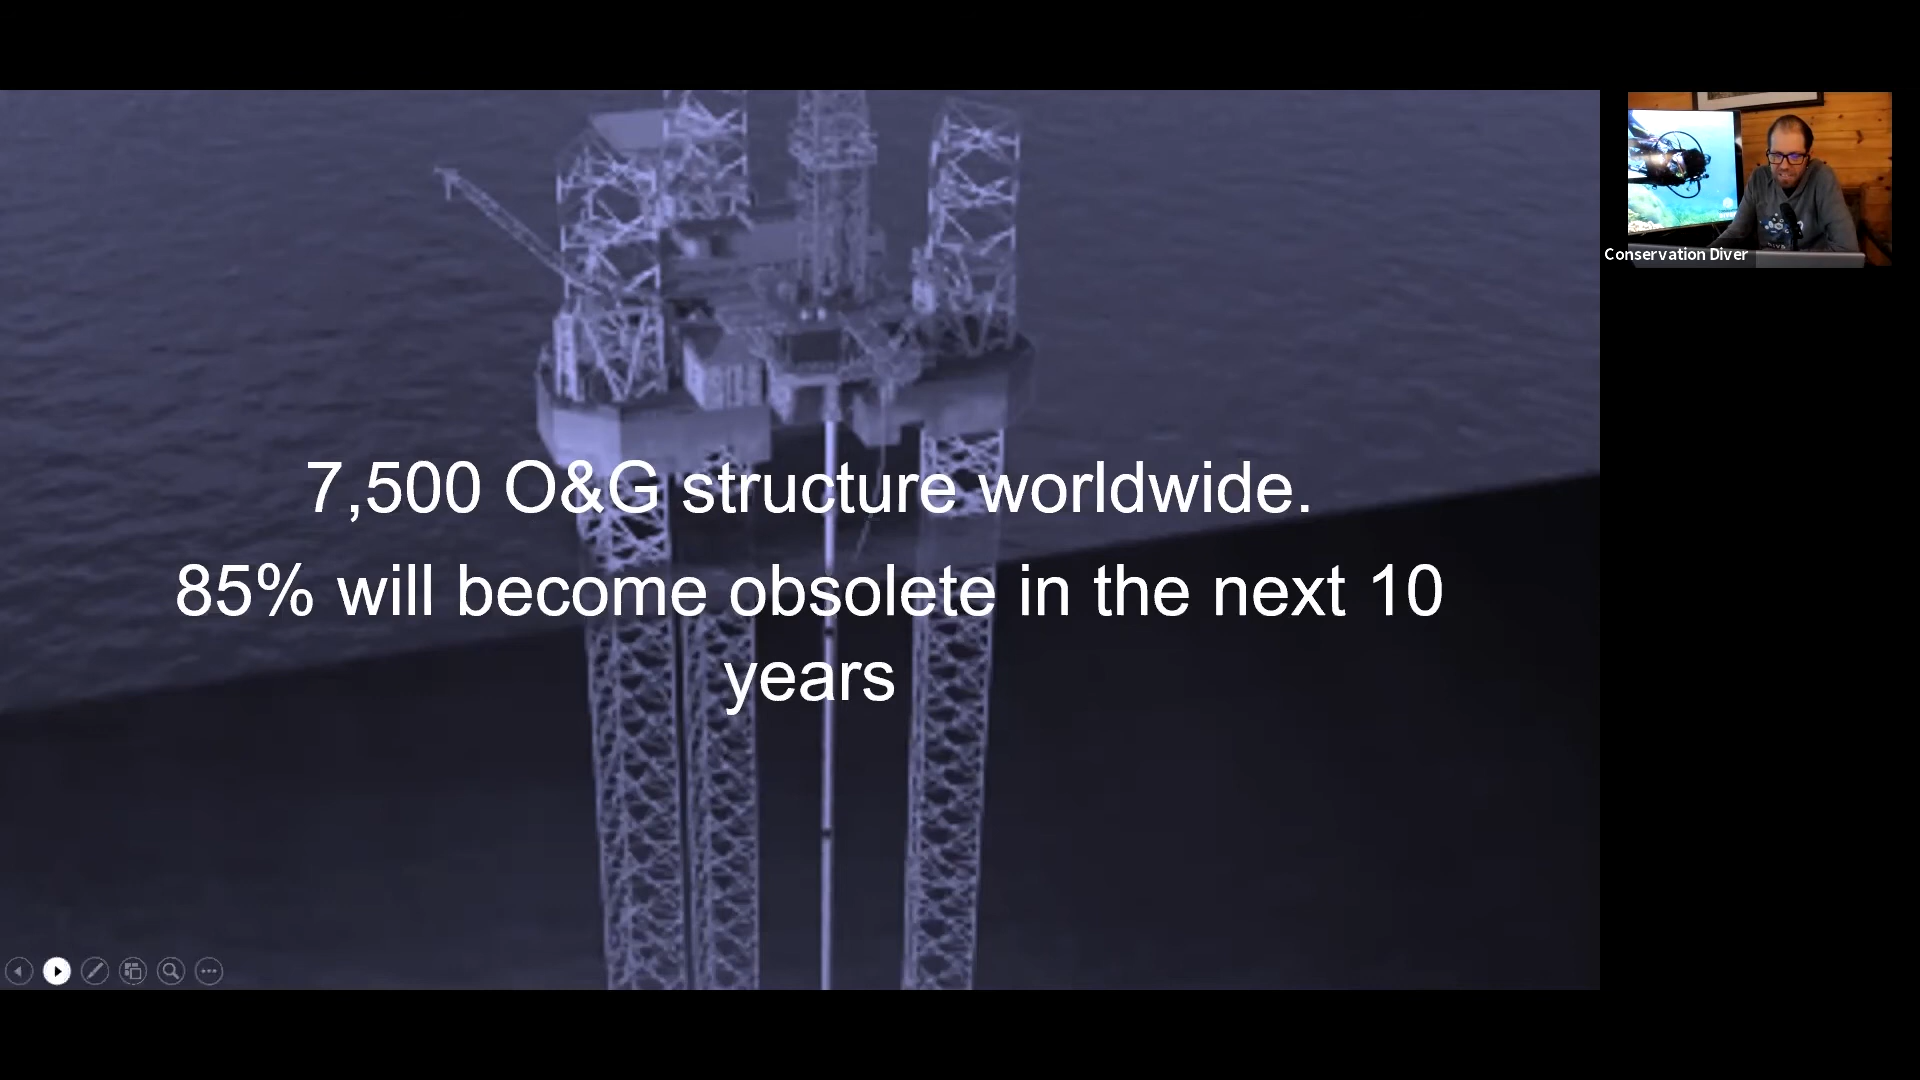 7,500 O&G structure worldwide.
85% will become obsolete in the next 10
years
Conservation Diver